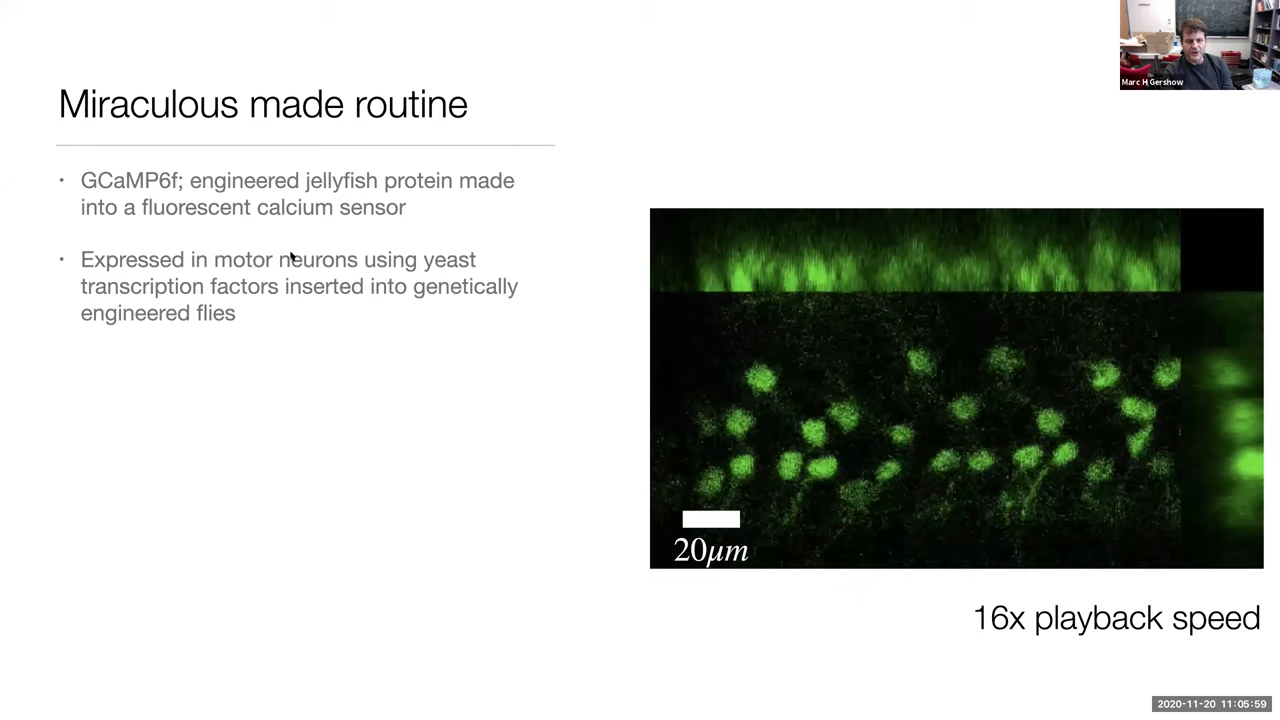 Marc H Gershow
Miraculous made routine
• GCaMP6f; engineered jellyfish protein made
into a fluorescent calcium sensor
• Expressed in motor neurons using yeast
transcription factors inserted into genetically
engineered flies
20μm
16x playback speed
2020-11-20 11:05:59